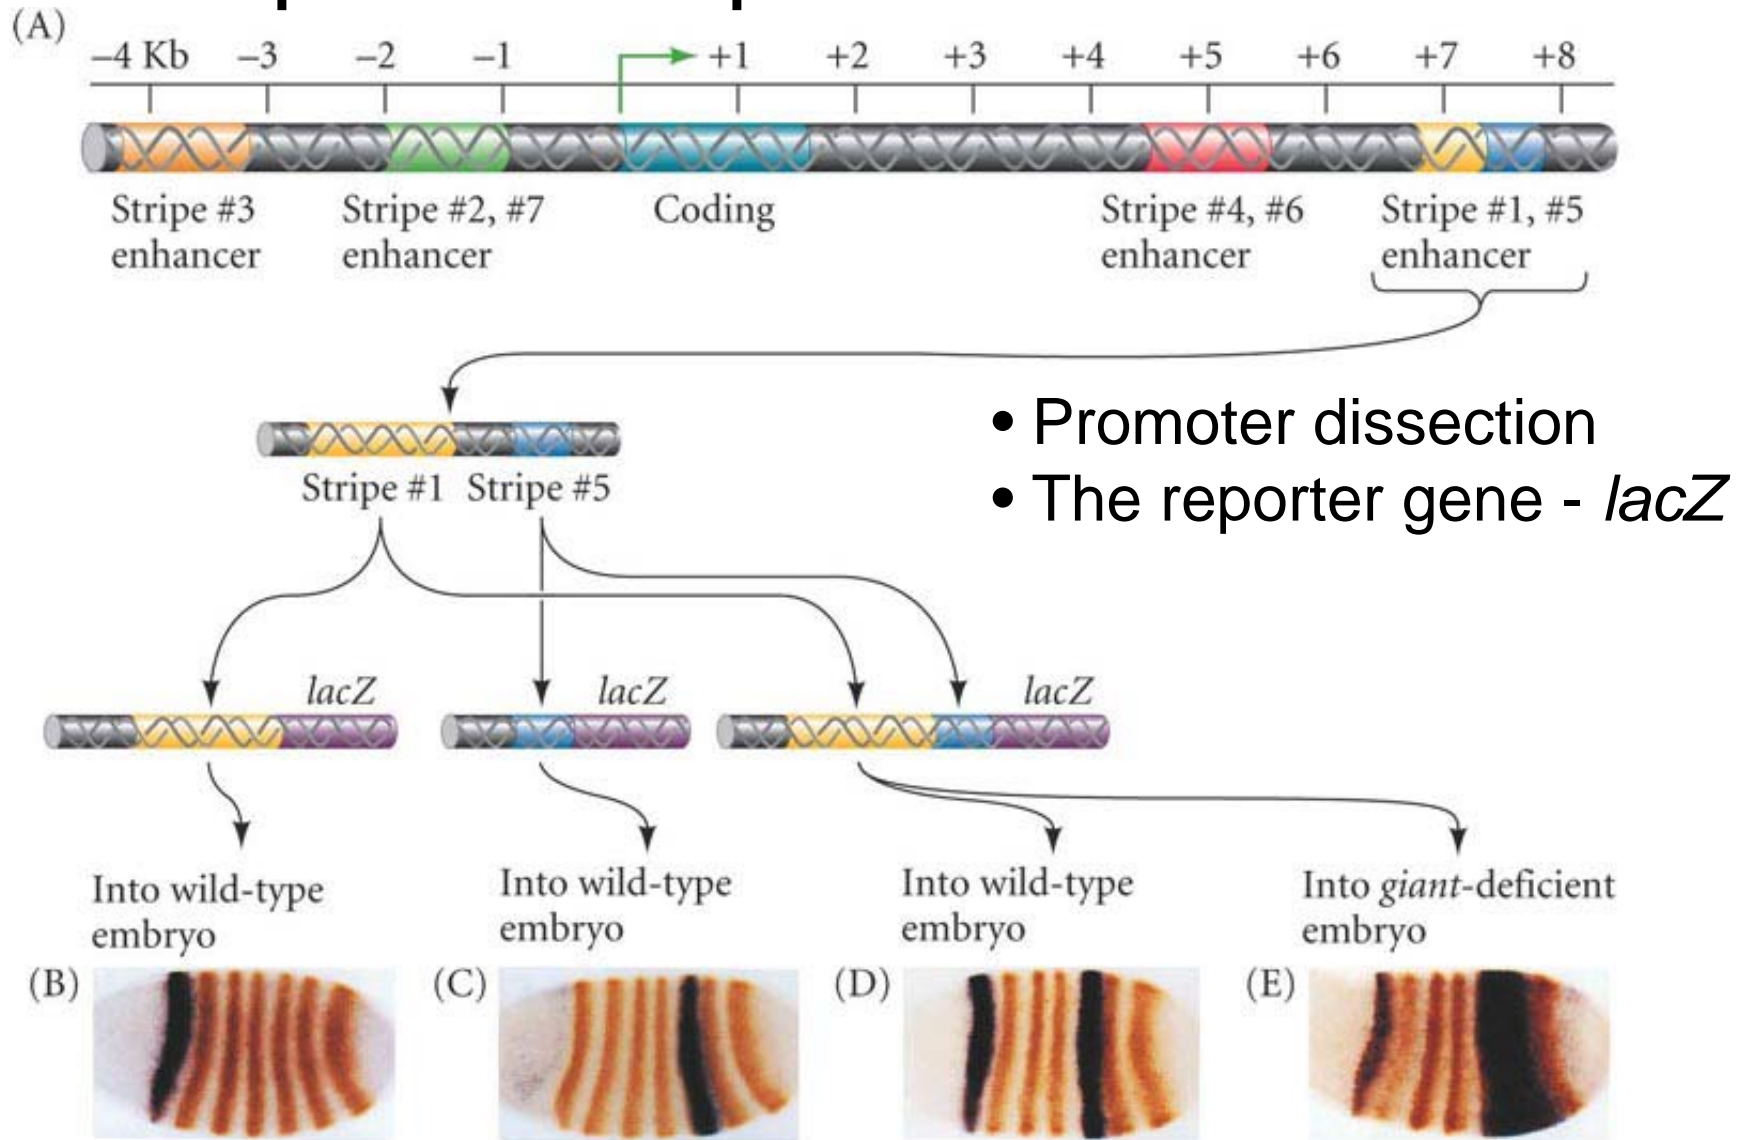 (A)
–4 Kb –3 –2 –1 +1 +2 +3 +4 +5 +6 +7 +8
Stripe #3
enhancer
Stripe #2, #7
enhancer
Coding
Stripe #4, #6
enhancer
Stripe #1, #5
enhancer
• Promoter dissection
• The reporter gene - lacZ
Stripe #1 Stripe #5
lacZ lacZ lacZ
Into wild-type
embryo
Into wild-type
embryo
Into wild-type
embryo
Into giant-deficient
embryo
(B) (C) (D) (E)